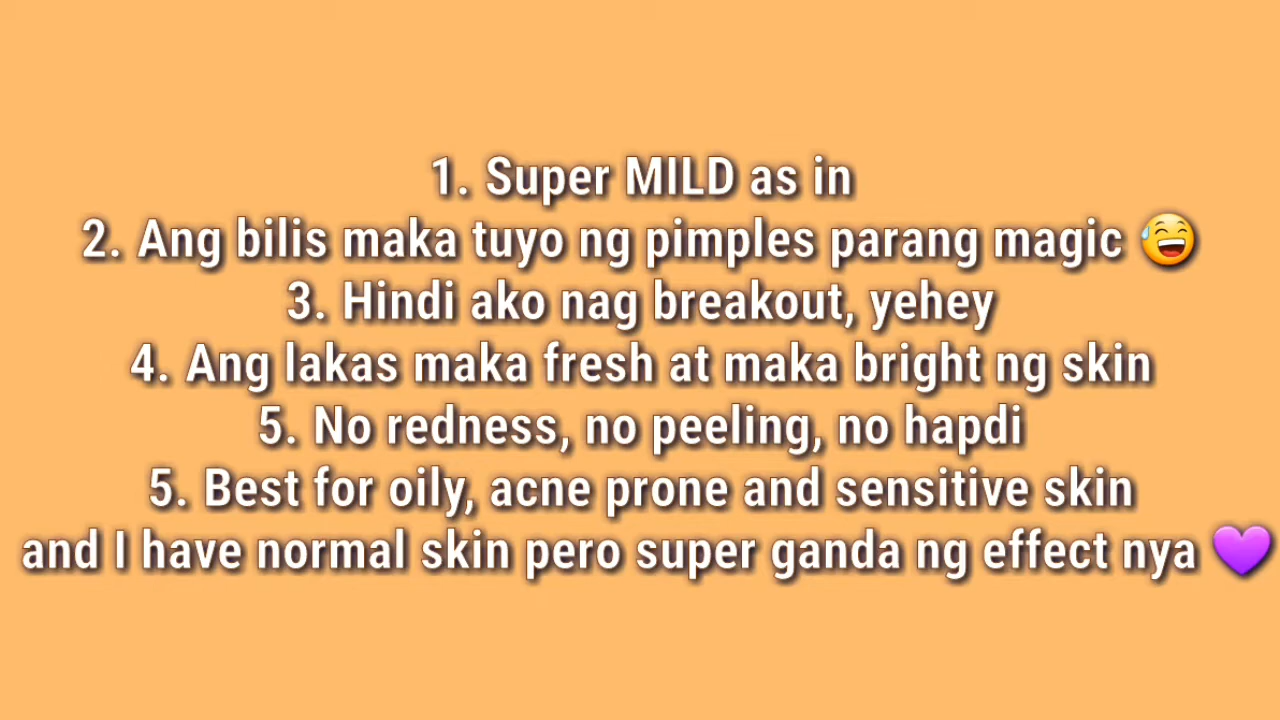 1. Super MILD as in
2. Ang bilis maka tuyo ng pimples parang magic 😅
3. Hindi ako nag breakout, yehey
4. Ang lakas maka fresh at maka bright ng skin
5. No redness, no peeling, no hapdi
5. Best for oily, acne prone and sensitive skin
and I have normal skin pero super ganda ng effect nya 💜